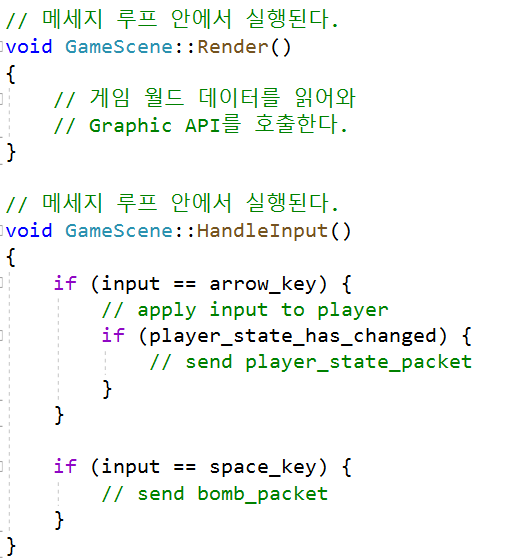 // 메세지 루프 안에서 실행된다.
void GameScene::Render()
{
    // 게임 월드 데이터를 읽어와
    // Graphic API를 호출한다.
}

// 메세지 루프 안에서 실행된다.
void GameScene::HandleInput()
{
    if (input == arrow_key) {
        // apply input to player
        if (player_state_has_changed) {
            // send player_state_packet
        }
    }

    if (input == space_key) {
        // send bomb_packet
    }
}